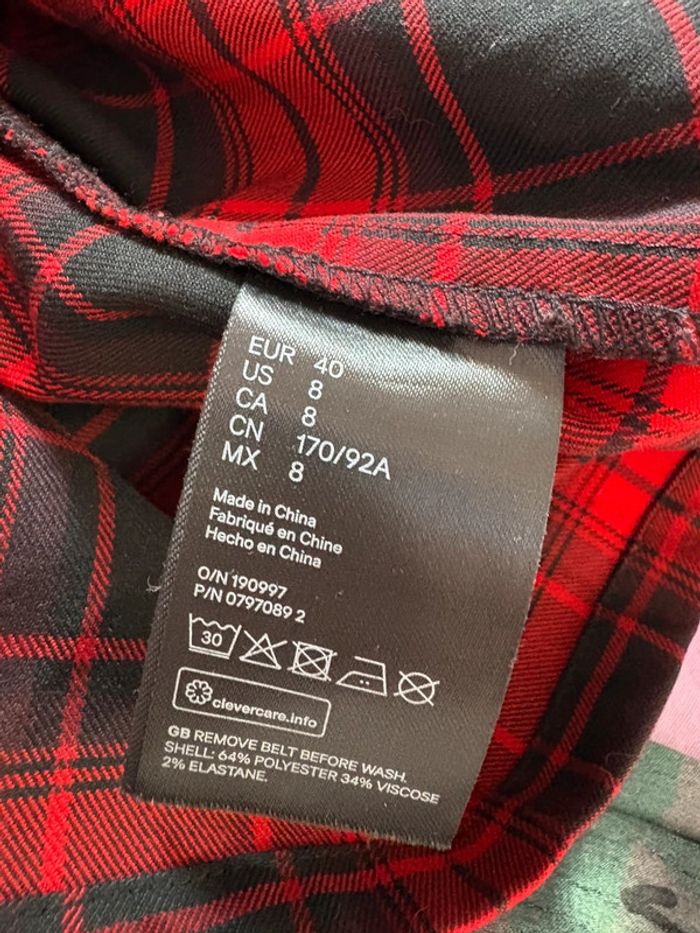 EUR 40
US 8
CA 8
CN 170/92A
MX 8
Made in China
Fabriqué en Chine
Hecho en China
O/N 190997
P/N 0797089 2
30
clevercare.info
GB REMOVE BELT BEFORE WASH.
SHELL: 64% POLYESTER 34% VISCOSE
2% ELASTANE.